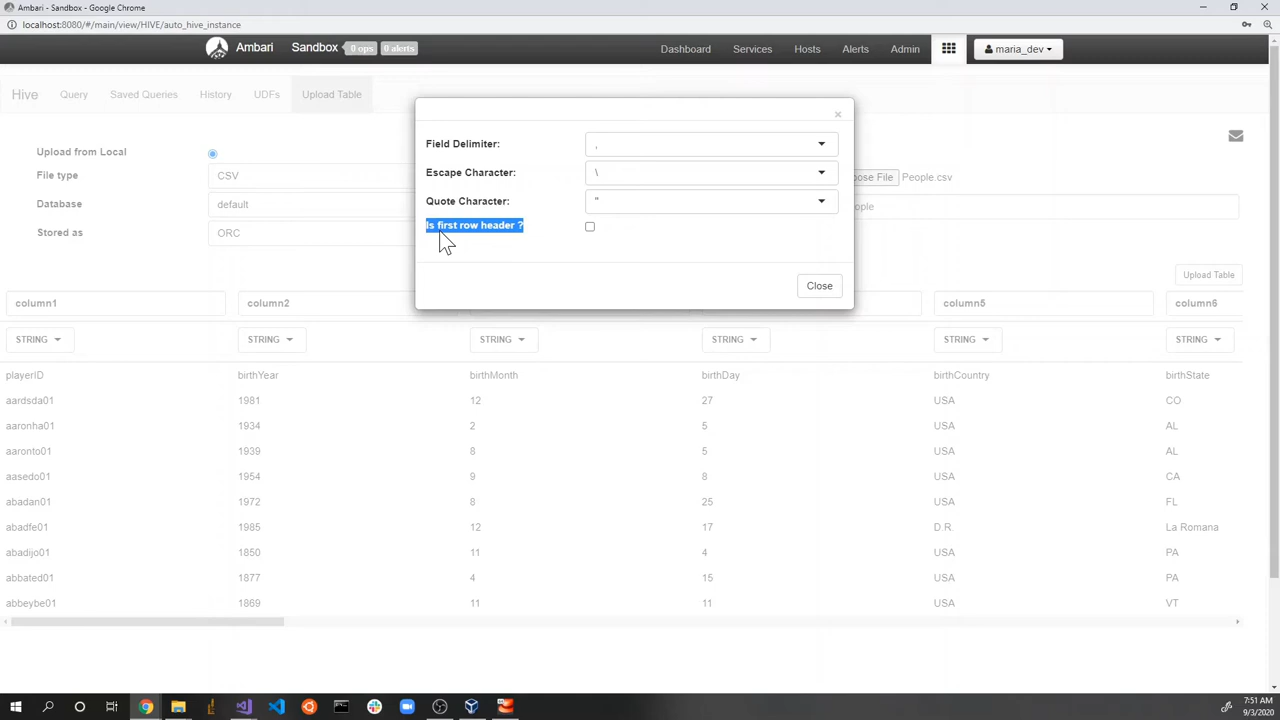 Ambari - Sandbox - Google Chrome
localhost:8080/#/main/view/HIVE/auto_hive_instance
Ambari Sandbox 0 ops 0 alerts Dashboard Services Hosts Alerts Admin maria_dev
Hive Query Saved Queries History UDFs Upload Table
Upload from Local
File type CSV
Database default
Stored as ORC
×
Field Delimiter: ,
Escape Character: \
Quote Character: "
Is first row header ?
Close
ose File People.csv
ople
Upload Table
column1 column2 column5 column6
STRING STRING STRING STRING STRING STRING
playerID birthYear birthMonth birthDay birthCountry birthState
aardsda01 1981 12 27 USA CO
aaronha01 1934 2 5 USA AL
aaronto01 1939 8 5 USA AL
aasedo01 1954 9 8 USA CA
abadan01 1972 8 25 USA FL
abadfe01 1985 12 17 D.R. La Romana
abadijo01 1850 11 4 USA PA
abbated01 1877 4 15 USA PA
abbeybe01 1869 11 11 USA VT
7:51 AM
9/3/2020